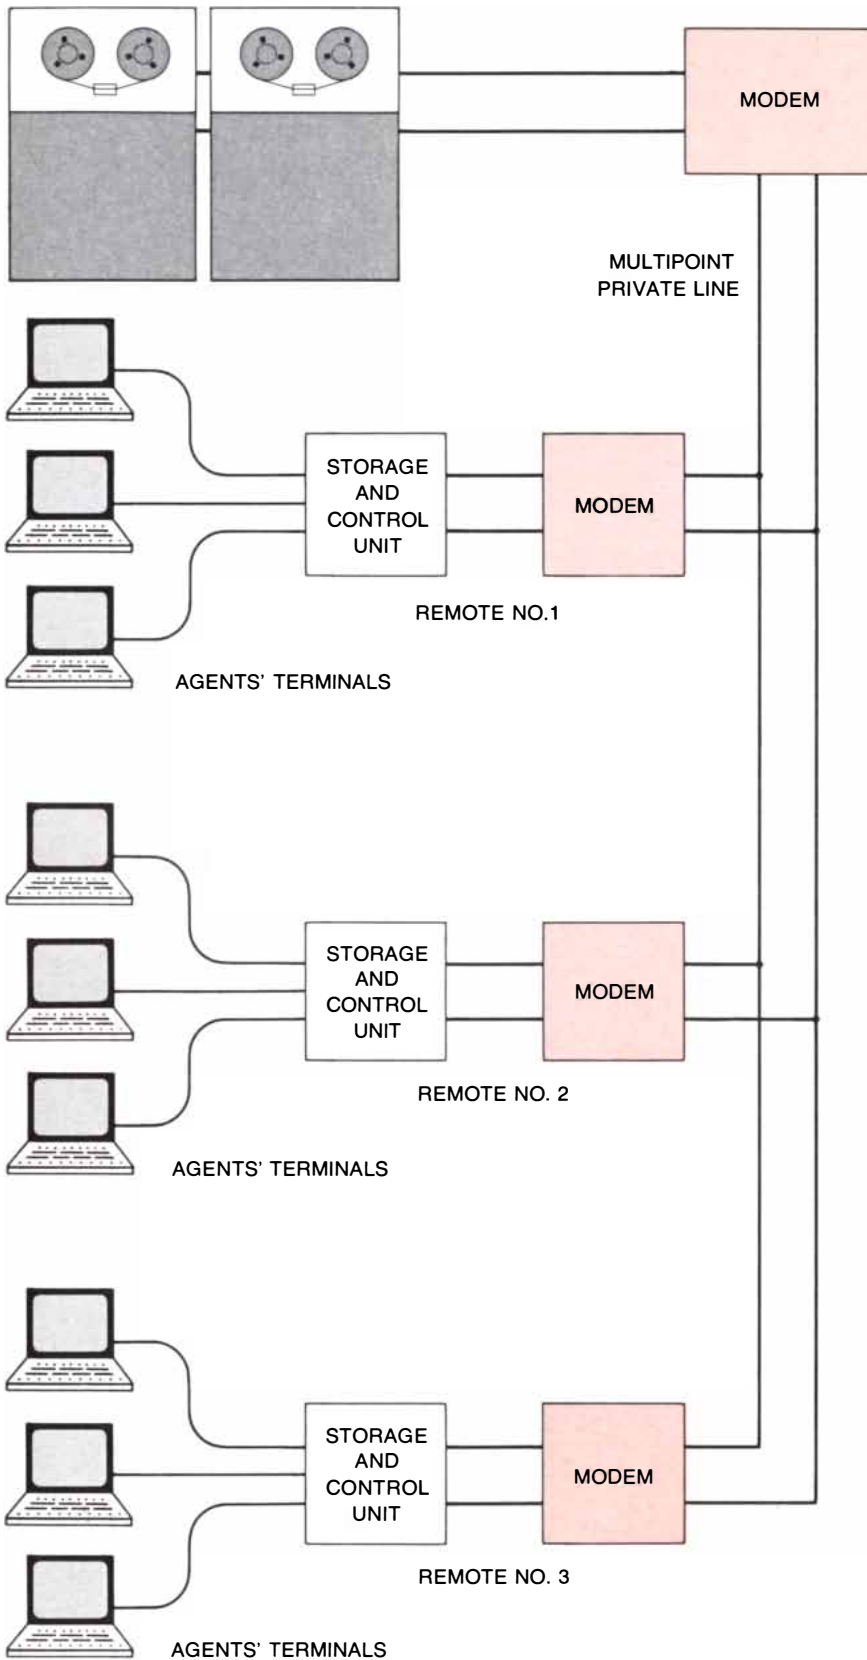 MODEM
MULTIPOINT
PRIVATE LINE
STORAGE
AND
CONTROL
UNIT
MODEM
REMOTE NO.1
AGENTS' TERMINALS
STORAGE
AND
CONTROL
UNIT
MODEM
REMOTE NO. 2
AGENTS' TERMINALS
STORAGE
AND
CONTROL
UNIT
MODEM
REMOTE NO. 3
AGENTS' TERMINALS